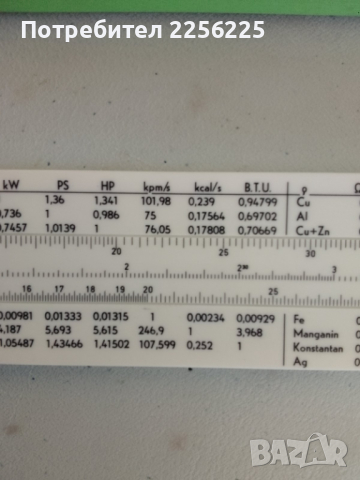 Потребител 2256225
kW PS HP kpm/s kcal/s B.T.U. ρ
1,36 1,341 101,98 0,239 0,94799 Cu
0,736 1 0,986 75 0,17564 0,69702 Al
0,7457 1,0139 1 76,05 0,17808 0,70669 Cu+Zn
20 25 30
2 3
16 17 18 19 20 25
0,00981 0,01333 0,01315 1 0,00234 0,00929 Fe
4,187 5,693 5,615 246,9 1 3,968 Manganin
1,05487 1,43466 1,41502 107,599 0,252 1 Konstantan
Ag
BAZAR
bg